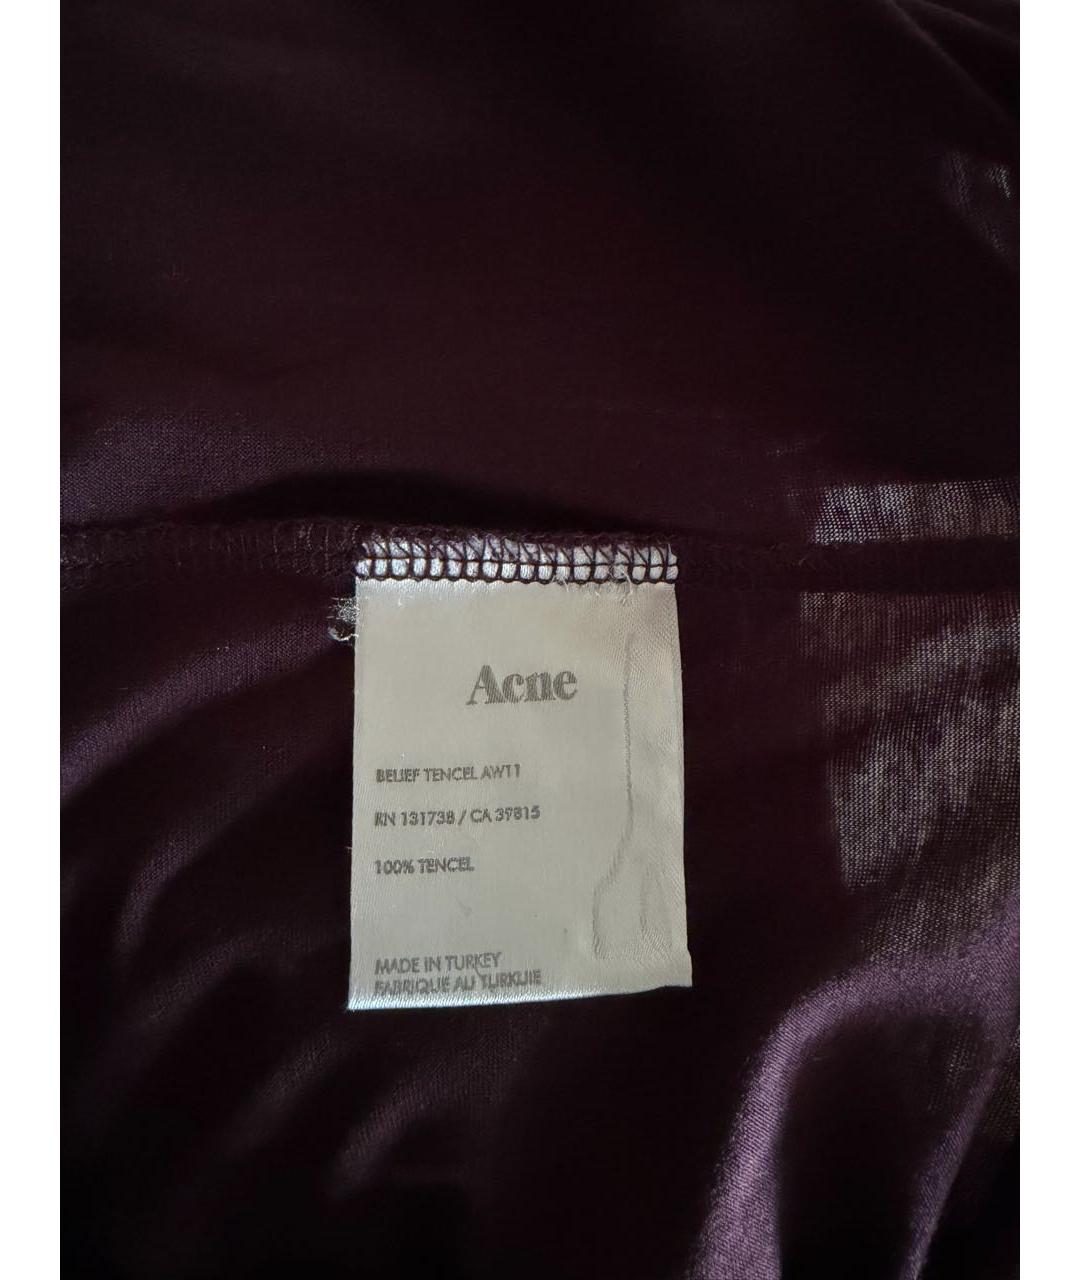 Acne
BELIEF TENCEL AW11
RN 131738 / CA 39815
100% TENCEL
MADE IN TURKEY
FABRIQUE AU TURKUIE